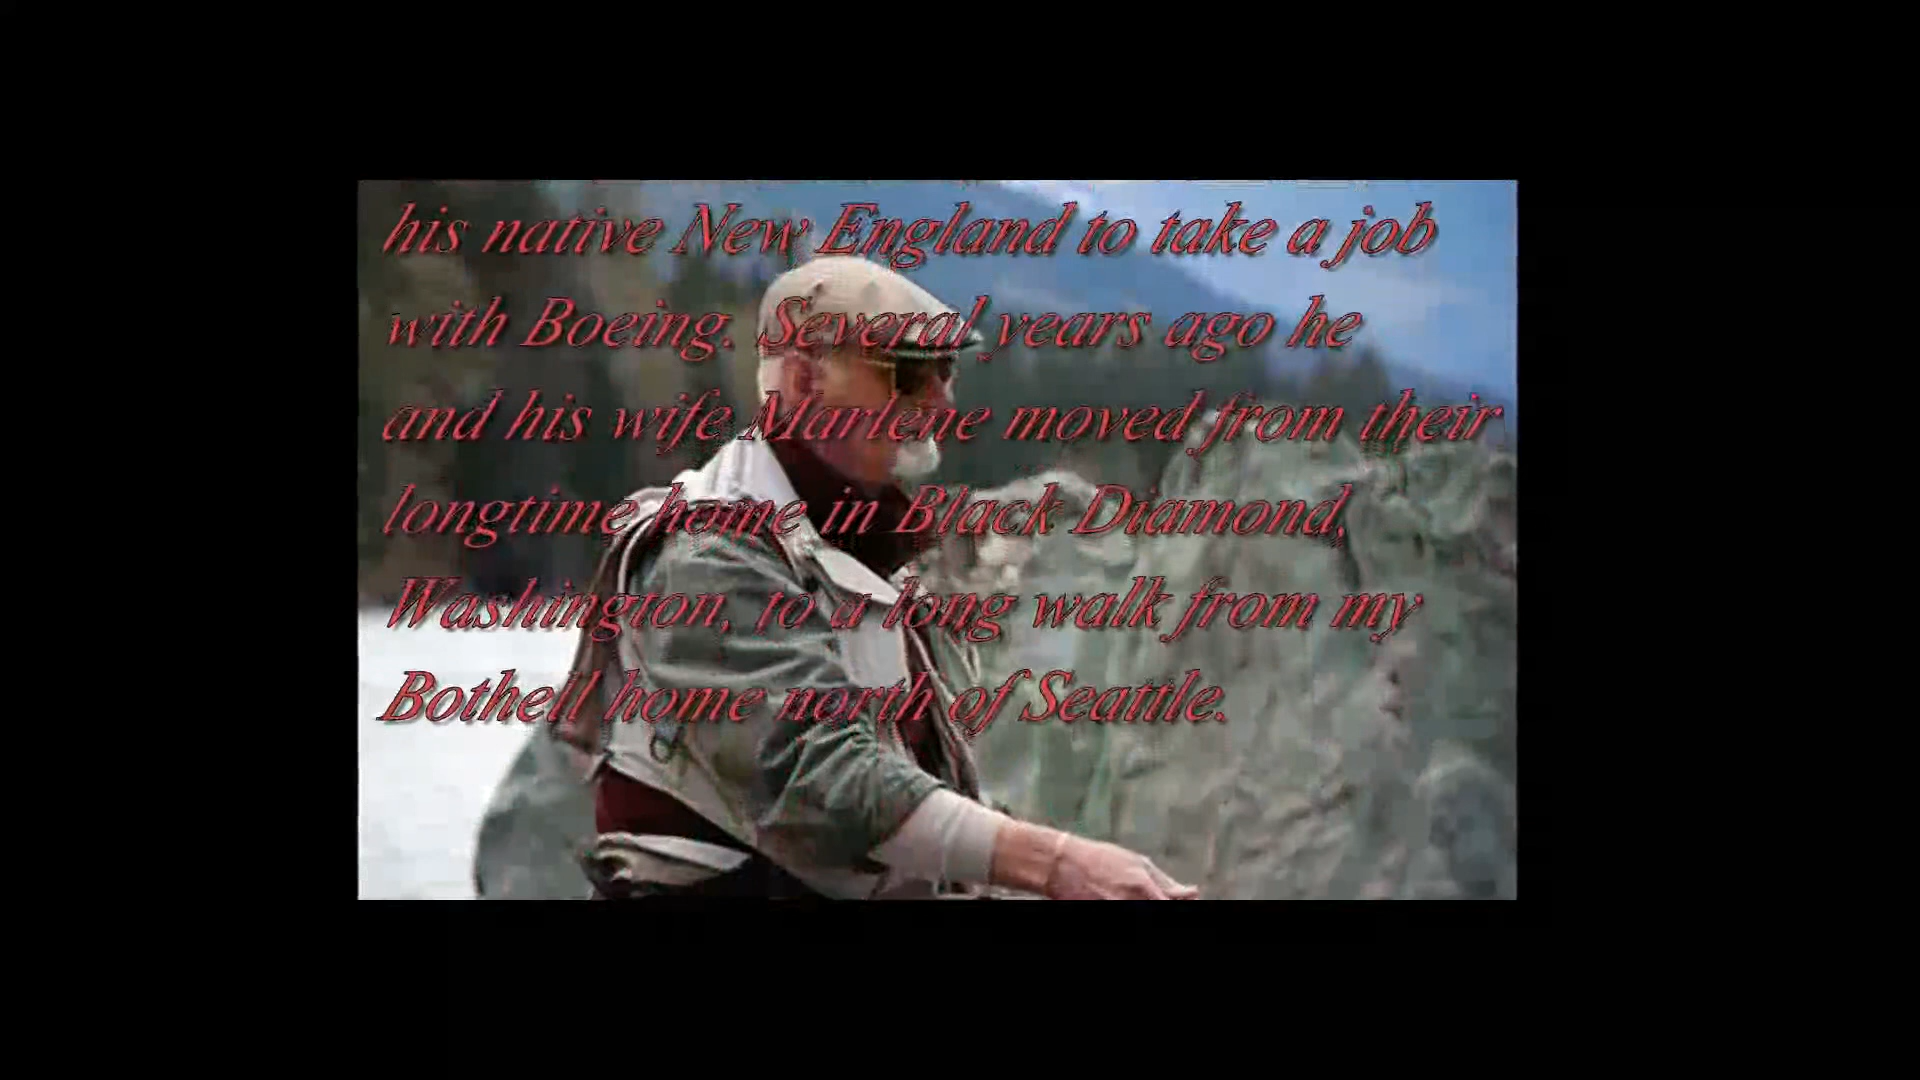 his native New England to take a job
with Boeing. Several years ago he
and his wife Marlene moved from their
longtime home in Black Diamond,
Washington, to a long walk from my
Bothell home north of Seattle.